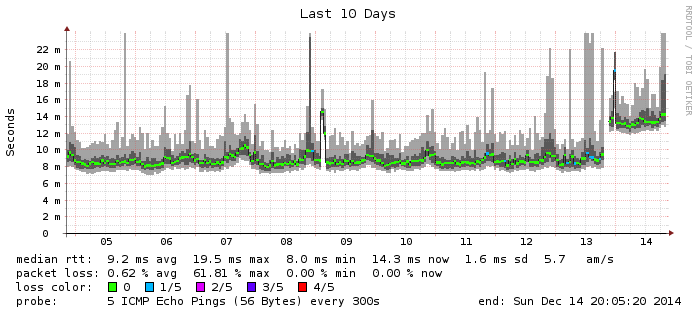 Last 10 Days
RRDTOOL / TOBI OETIKER
Seconds
22 m
20 m
18 m
16 m
14 m
12 m
10 m
8 m
6 m
4 m
2 m
0
05 06 07 08 09 10 11 12 13 14
median rtt: 9.2 ms avg 19.5 ms max 8.0 ms min 14.3 ms now 1.6 ms sd 5.7 am/s
packet loss: 0.62 % avg 61.81 % max 0.00 % min 0.00 % now
loss color: 0 1/5 2/5 3/5 4/5
probe: 5 ICMP Echo Pings (56 Bytes) every 300s end: Sun Dec 14 20:05:20 2014